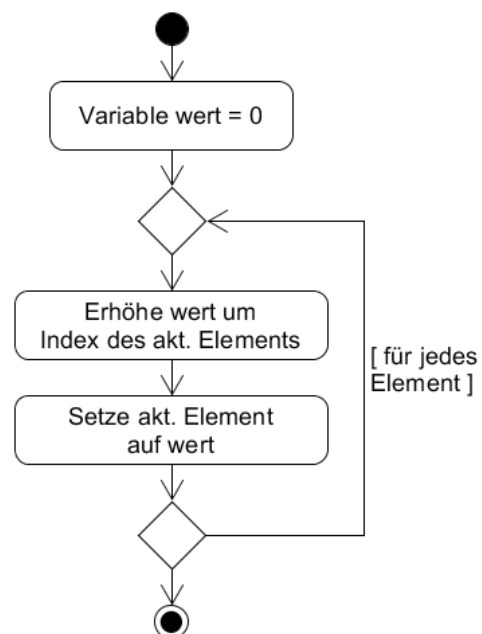 Variable wert = 0
Erhöhe wert um
Index des akt. Elements
[ für jedes
Element ]
Setze akt. Element
auf wert